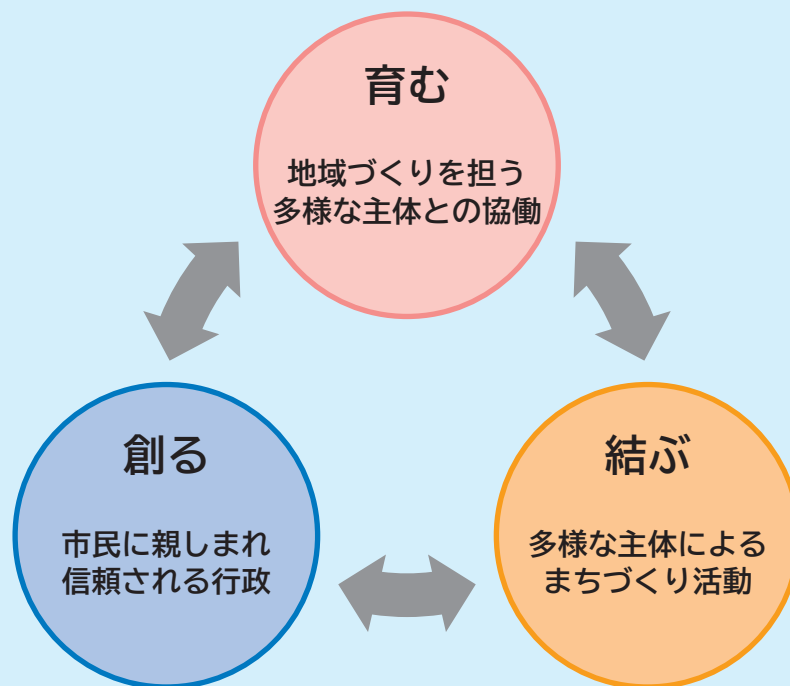 育む
地域づくりを担う
多様な主体との協働
創る
市民に親しまれ
信頼される行政
結ぶ
多様な主体による
まちづくり活動